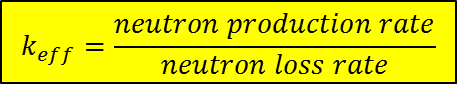 k_eff = neutron production rate / neutron loss rate